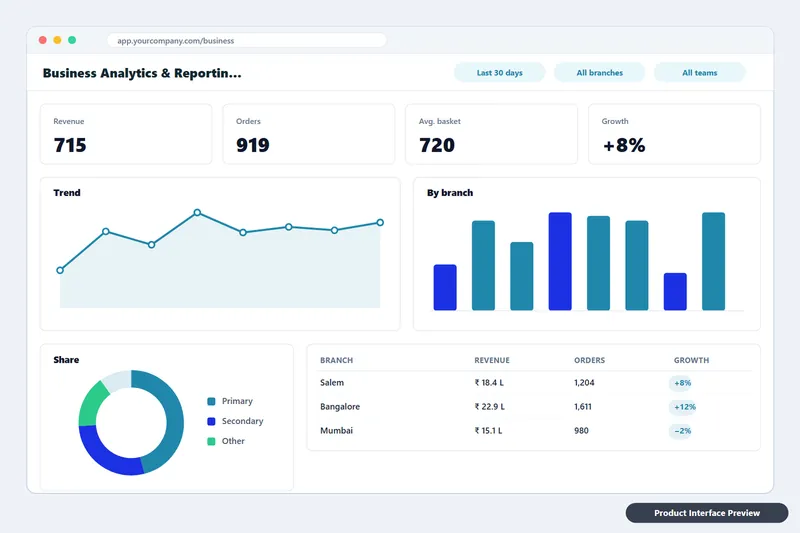 app.yourcompany.com/business
Business Analytics & Reportin...
Last 30 days
All branches
All teams
Revenue
715
Orders
919
Avg. basket
720
Growth
+8%
Trend
By branch
Share
Primary
Secondary
Other
BRANCH REVENUE ORDERS GROWTH
Salem ₹ 18.4 L 1,204 +8%
Bangalore ₹ 22.9 L 1,611 +12%
Mumbai ₹ 15.1 L 980 −2%
Product Interface Preview